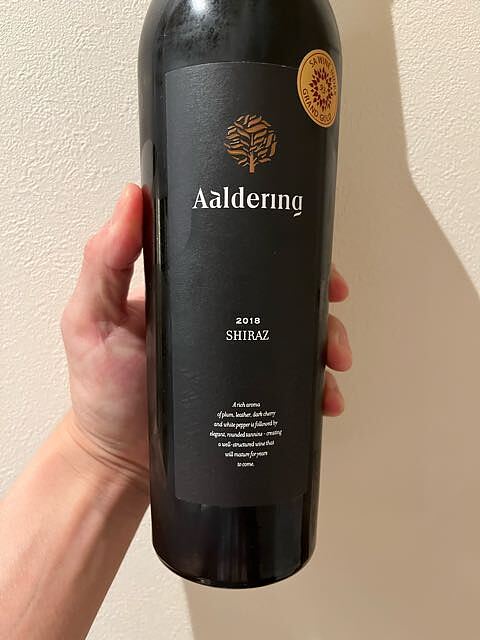 SA WINE
GRAND GOLD
Aaldering
2018
SHIRAZ
A rich aroma
of plum, leather, dark cherry
and white pepper is followed by
elegant, rounded tannins - creating
a well-structured wine that
will mature for years
to come.